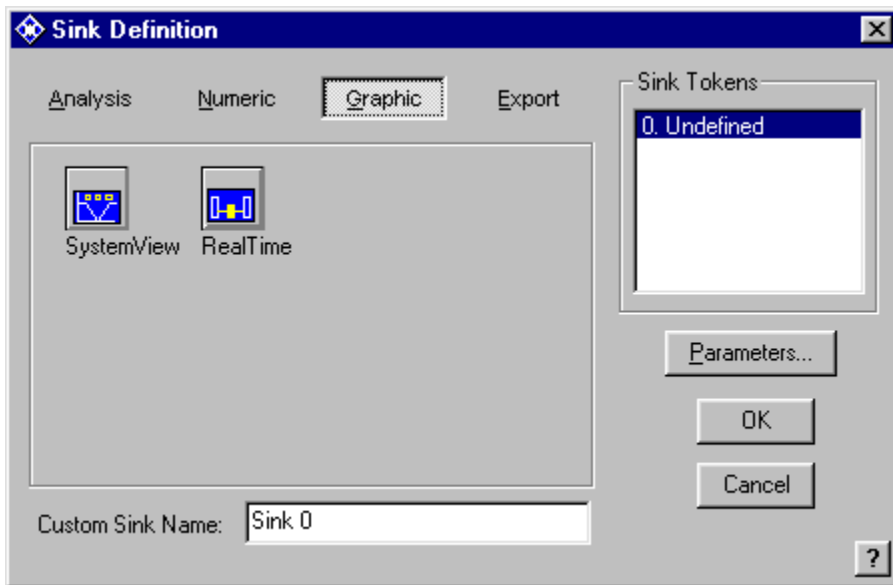 Sink Definition
Analysis Numeric Graphic Export
SystemView RealTime
Custom Sink Name: Sink 0
Sink Tokens
0. Undefined
Parameters...
OK
Cancel
?